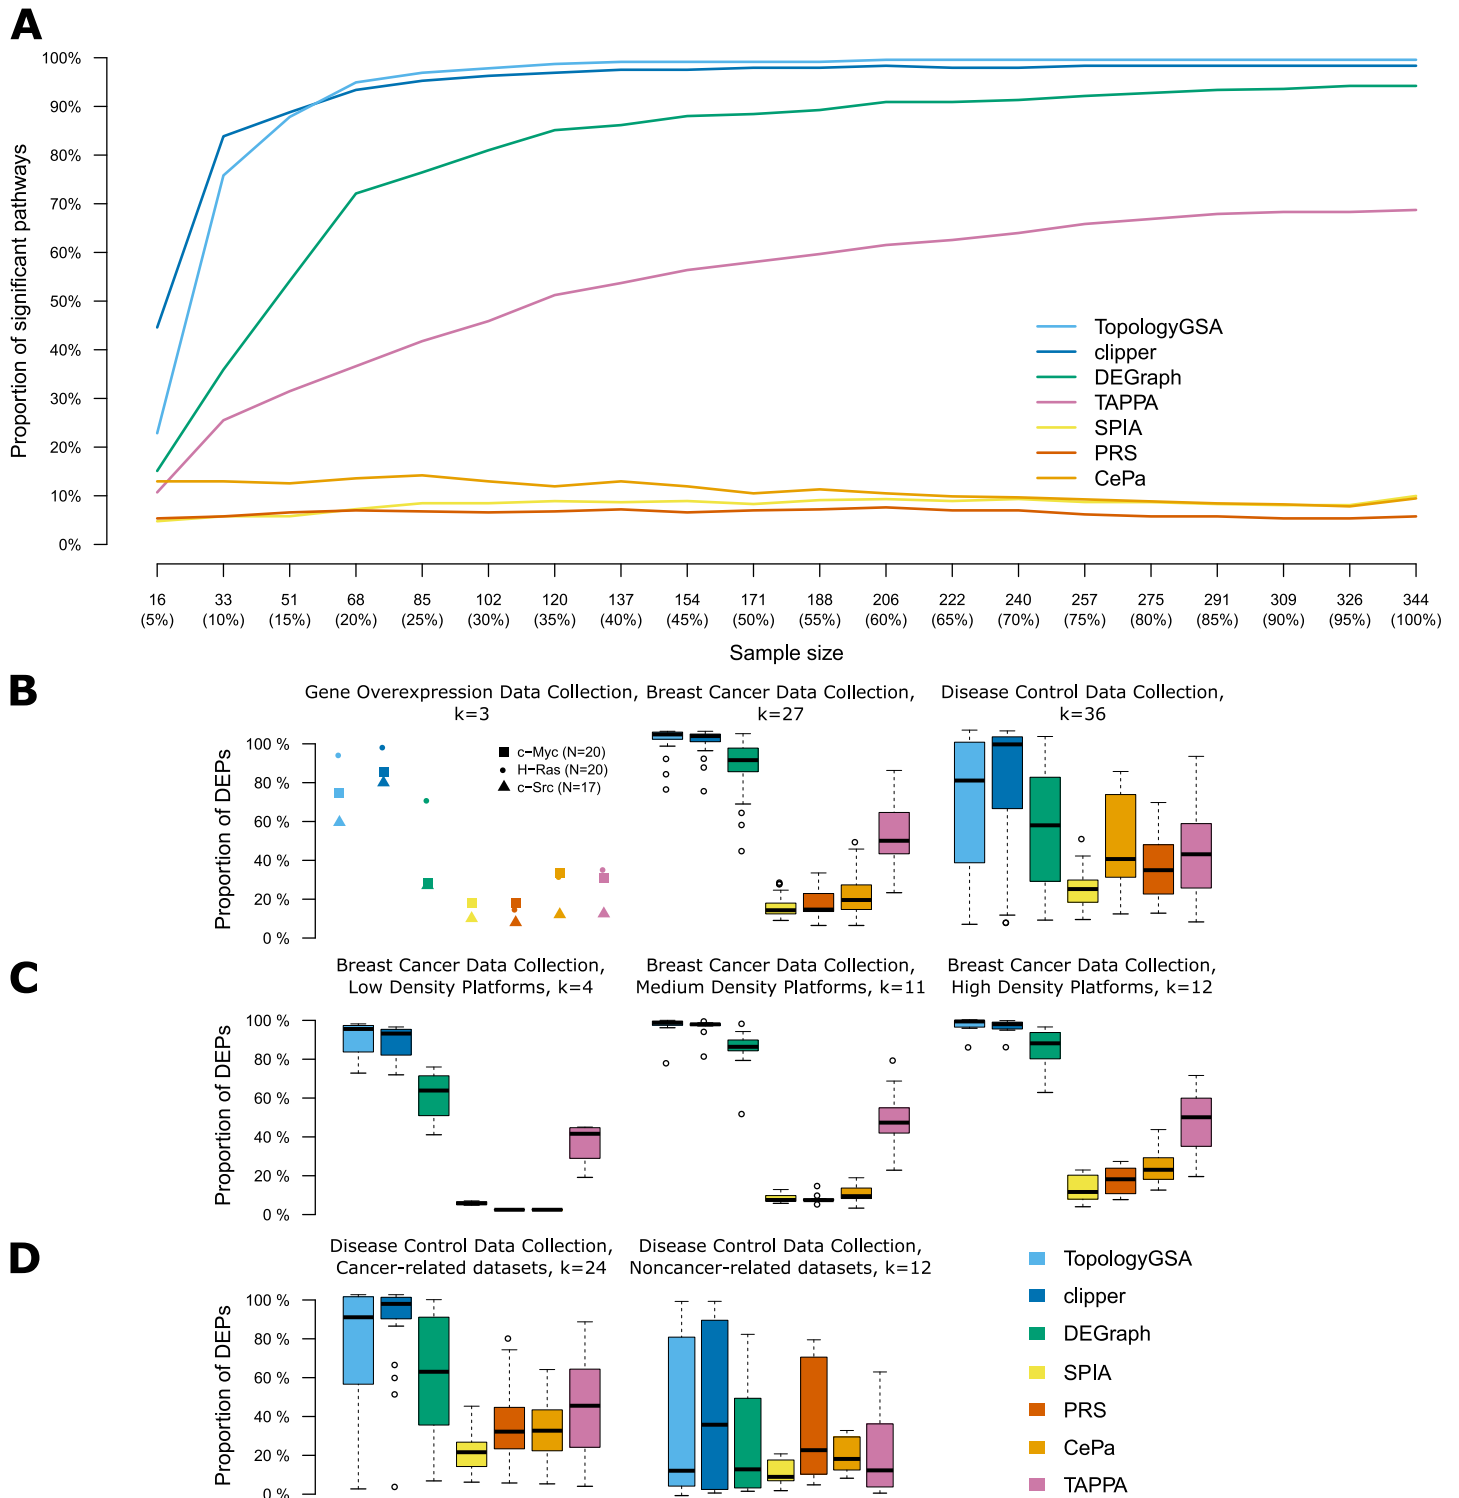 A
100%
90%
80%
70%
60%
50%
40%
30%
20%
10%
0%
Proportion of significant pathways
TopologyGSA
clipper
DEGraph
TAPPA
SPIA
PRS
CePa
16 33 51 68 85 102 120 137 154 171 188 206 222 240 257 275 291 309 326 344
(5%) (10%) (15%) (20%) (25%) (30%) (35%) (40%) (45%) (50%) (55%) (60%) (65%) (70%) (75%) (80%) (85%) (90%) (95%) (100%)
Sample size
B
Gene Overexpression Data Collection,
k=3
Breast Cancer Data Collection,
k=27
Disease Control Data Collection,
k=36
Proportion of DEPs
100 %
80 %
60 %
40 %
20 %
0 %
c−Myc (N=20)
H−Ras (N=20)
c−Src (N=17)
C
Breast Cancer Data Collection,
Low Density Platforms, k=4
Breast Cancer Data Collection,
Medium Density Platforms, k=11
Breast Cancer Data Collection,
High Density Platforms, k=12
Proportion of DEPs
100 %
80 %
60 %
40 %
20 %
0 %
D
Disease Control Data Collection,
Cancer-related datasets, k=24
Disease Control Data Collection,
Noncancer-related datasets, k=12
Proportion of DEPs
100 %
80 %
60 %
40 %
20 %
0 %
TopologyGSA
clipper
DEGraph
SPIA
PRS
CePa
TAPPA